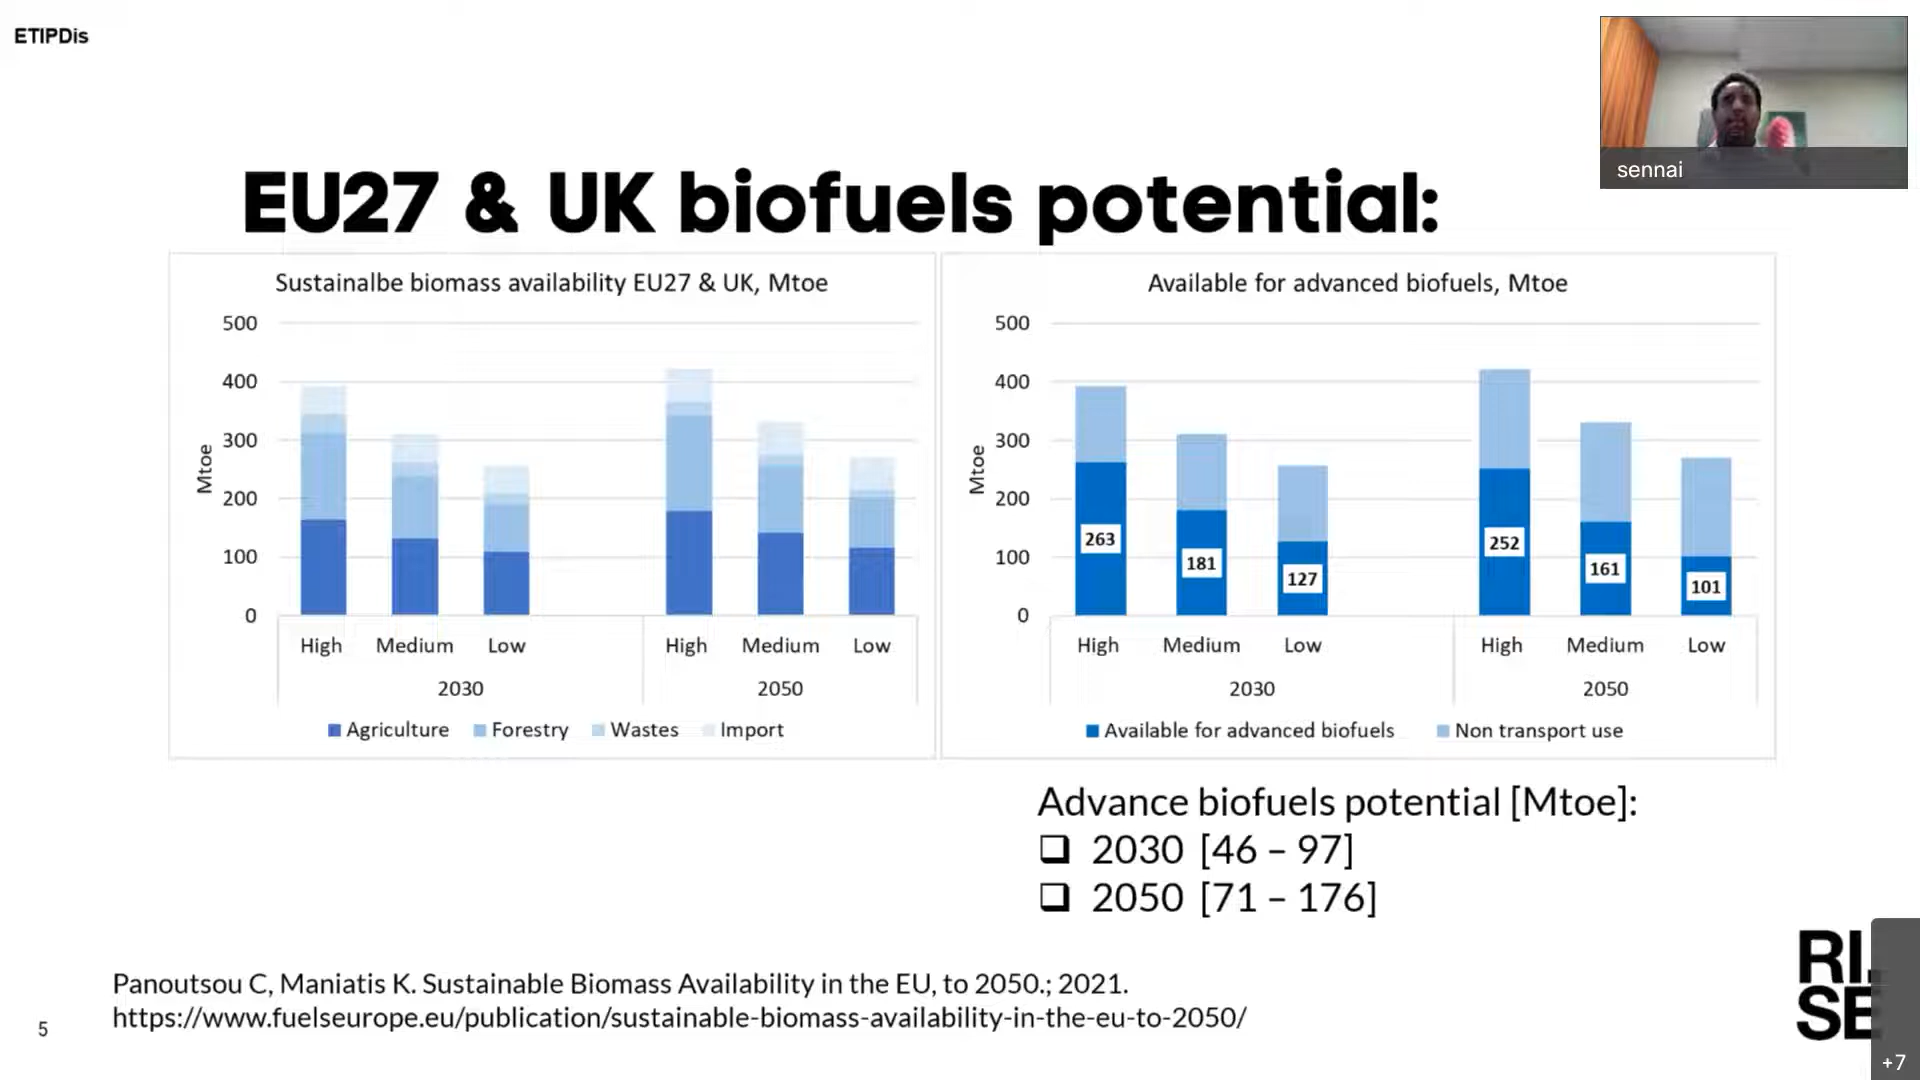 ETIPDis
sennai
EU27 & UK biofuels potential:
Sustainalbe biomass availability EU27 & UK, Mtoe
500
400
300
200
100
0
Mtoe
High Medium Low High Medium Low
2030 2050
Agriculture Forestry Wastes Import
Available for advanced biofuels, Mtoe
500
400
300
200
100
0
Mtoe
263
181
127
252
161
101
High Medium Low High Medium Low
2030 2050
Available for advanced biofuels Non transport use
Advance biofuels potential [Mtoe]:
❑ 2030 [46 – 97]
❑ 2050 [71 – 176]
Panoutsou C, Maniatis K. Sustainable Biomass Availability in the EU, to 2050.; 2021.
https://www.fuelseurope.eu/publication/sustainable-biomass-availability-in-the-eu-to-2050/
5
RI.
SE
+7